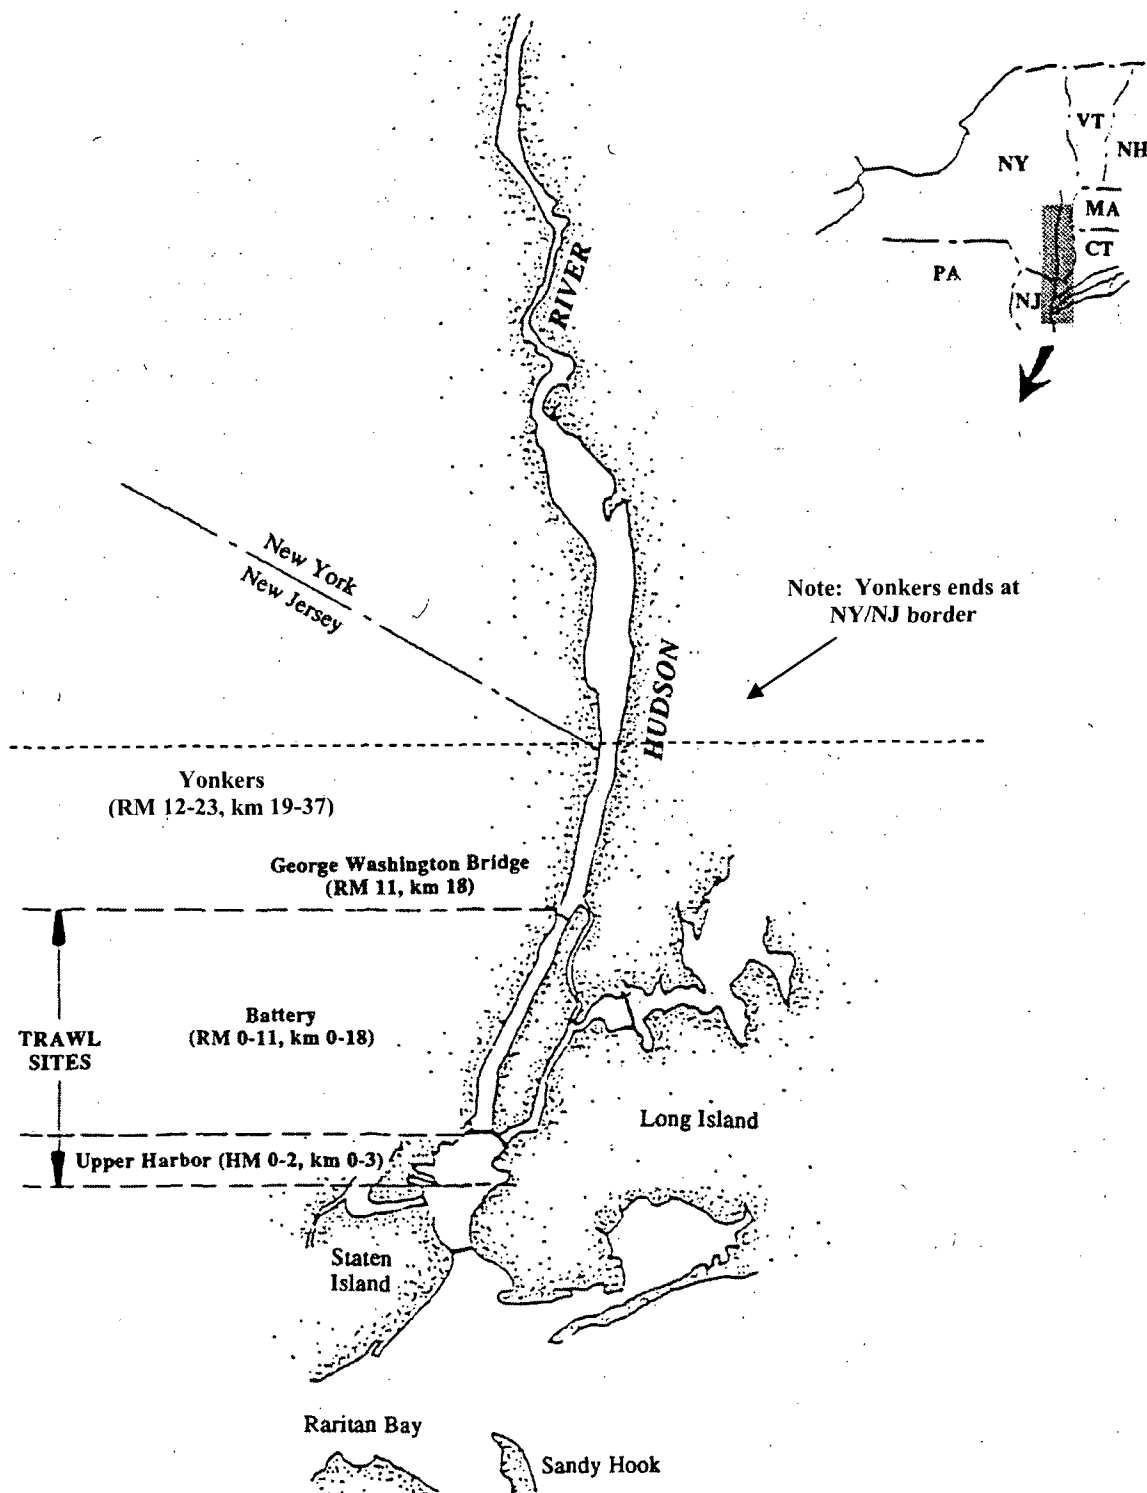 VT
NY
NH
MA
CT
PA
NJ
RIVER
New York
New Jersey
Note: Yonkers ends at
NY/NJ border
HUDSON
Yonkers
(RM 12-23, km 19-37)
George Washington Bridge
(RM 11, km 18)
Battery
(RM 0-11, km 0-18)
TRAWL
SITES
Long Island
Upper Harbor (HM 0-2, km 0-3)
Staten
Island
Raritan Bay
Sandy Hook